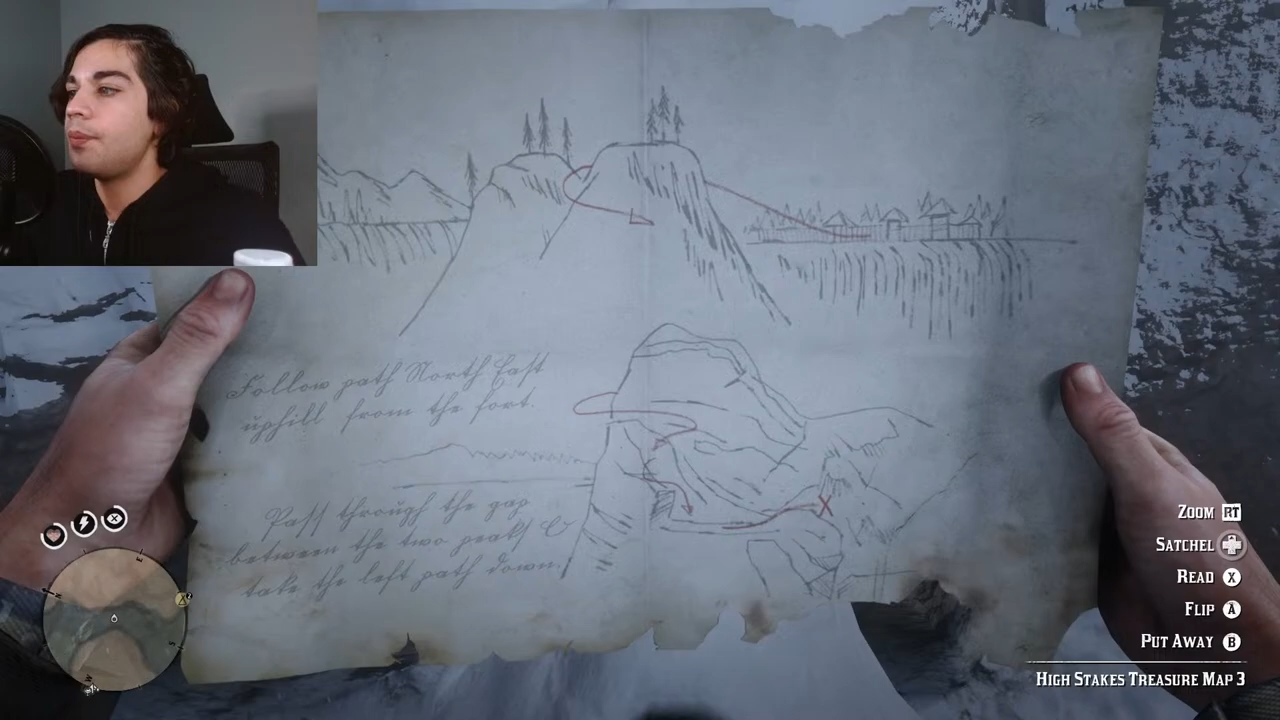 Follow path North East
uphill from the fort.
Pass through the gap
between the two peaks &
take the left path down.
ZOOM RT
SATCHEL
READ X
FLIP A
PUT AWAY B
HIGH STAKES TREASURE MAP 3